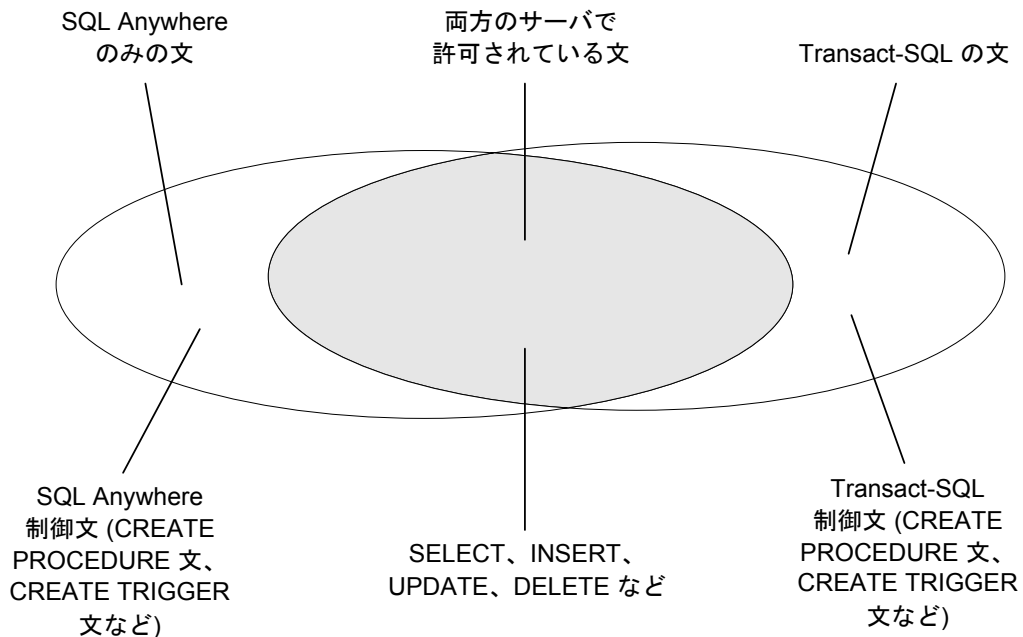 SQL Anywhere
のみの文
両方のサーバで
許可されている文
Transact-SQL の文
SQL Anywhere
制御文 (CREATE
PROCEDURE 文、
CREATE TRIGGER
文など)
SELECT、INSERT、
UPDATE、DELETE など
Transact-SQL
制御文 (CREATE
PROCEDURE 文、
CREATE TRIGGER
文など)